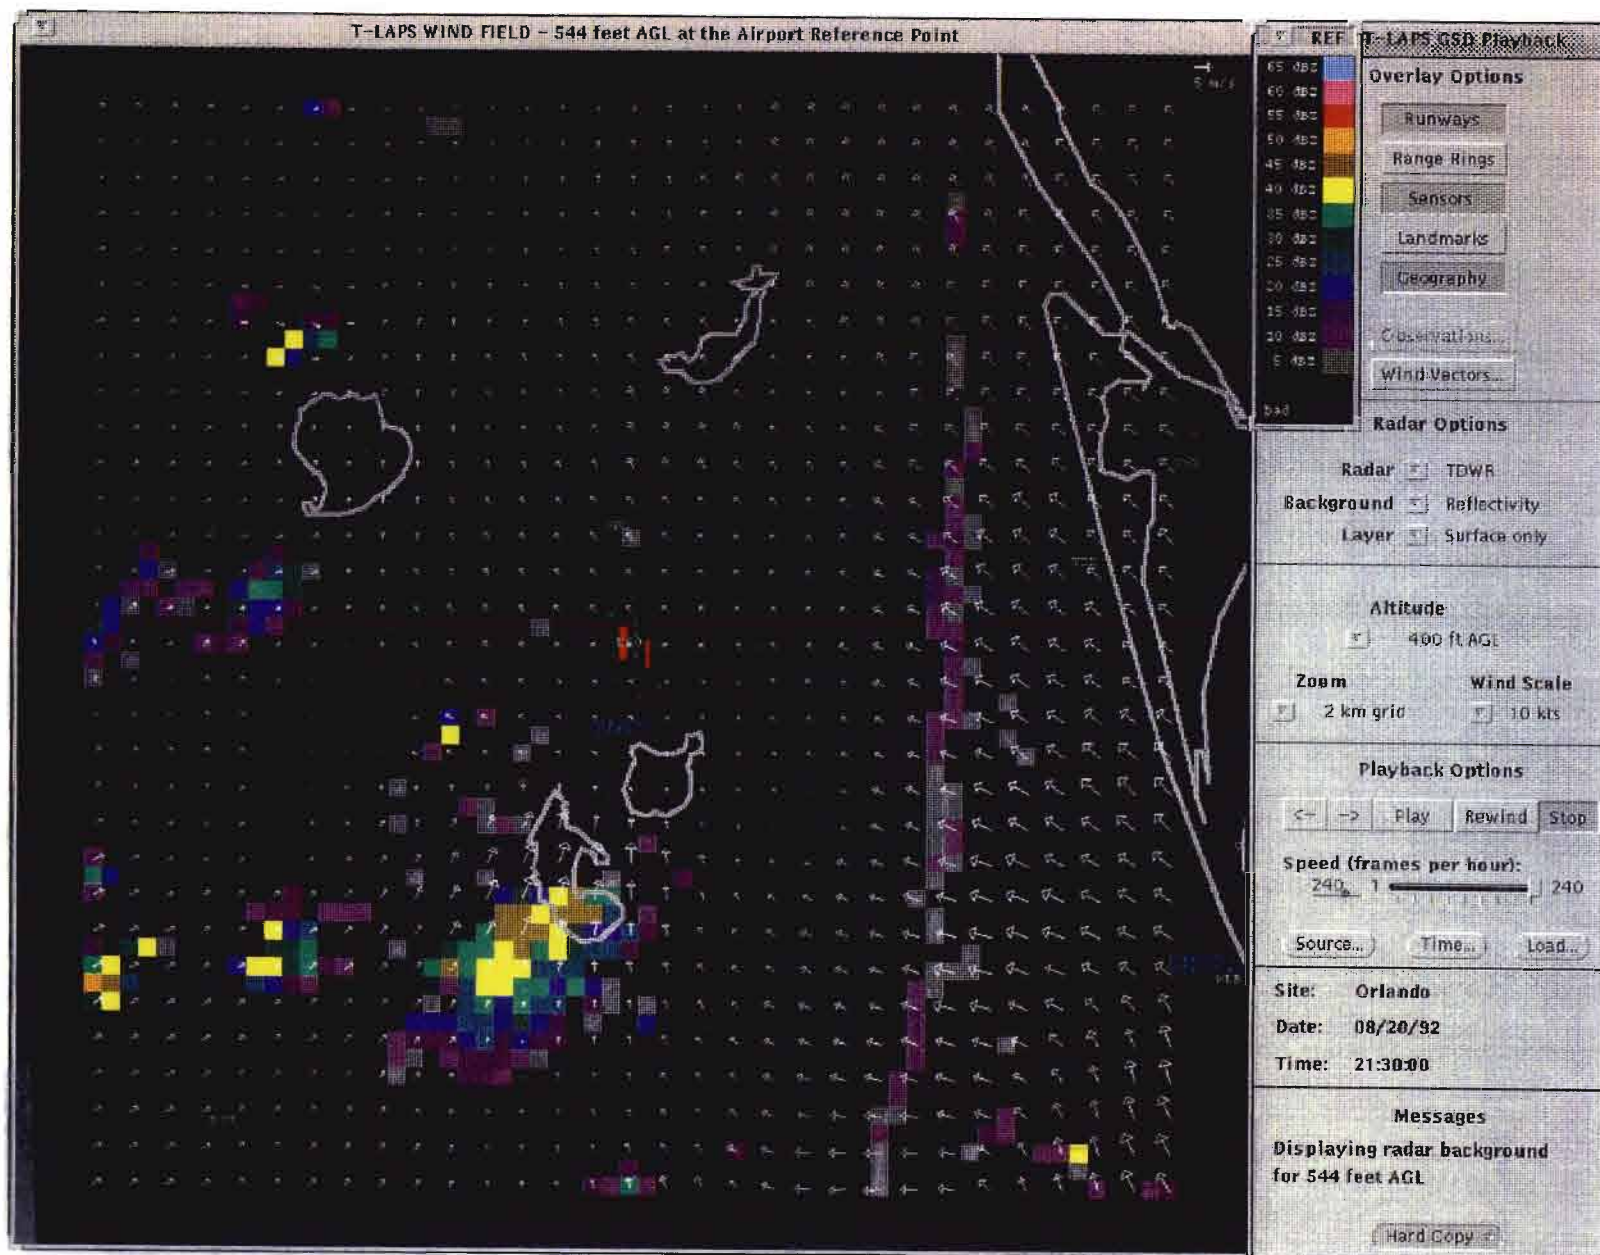 T-LAPS WIND FIELD - 544 feet AGL at the Airport Reference Point
5 m/s
REF
65 dBZ
60 dBZ
55 dBZ
50 dBZ
45 dBZ
40 dBZ
35 dBZ
30 dBZ
25 dBZ
20 dBZ
15 dBZ
10 dBZ
5 dBZ
bad
T-LAPS GSD Playback
Overlay Options
Runways
Range Rings
Sensors
Landmarks
Geography
Observations...
Wind Vectors...
Radar Options
Radar TDWR
Background Reflectivity
Layer Surface only
Altitude
400 ft AGL
Zoom Wind Scale
2 km grid 10 kts
Playback Options
<- -> Play Rewind Stop
Speed (frames per hour):
240 1 240
Source... Time... Load...
Site: Orlando
Date: 08/20/92
Time: 21:30:00
Messages
Displaying radar background
for 544 feet AGL
Hard Copy